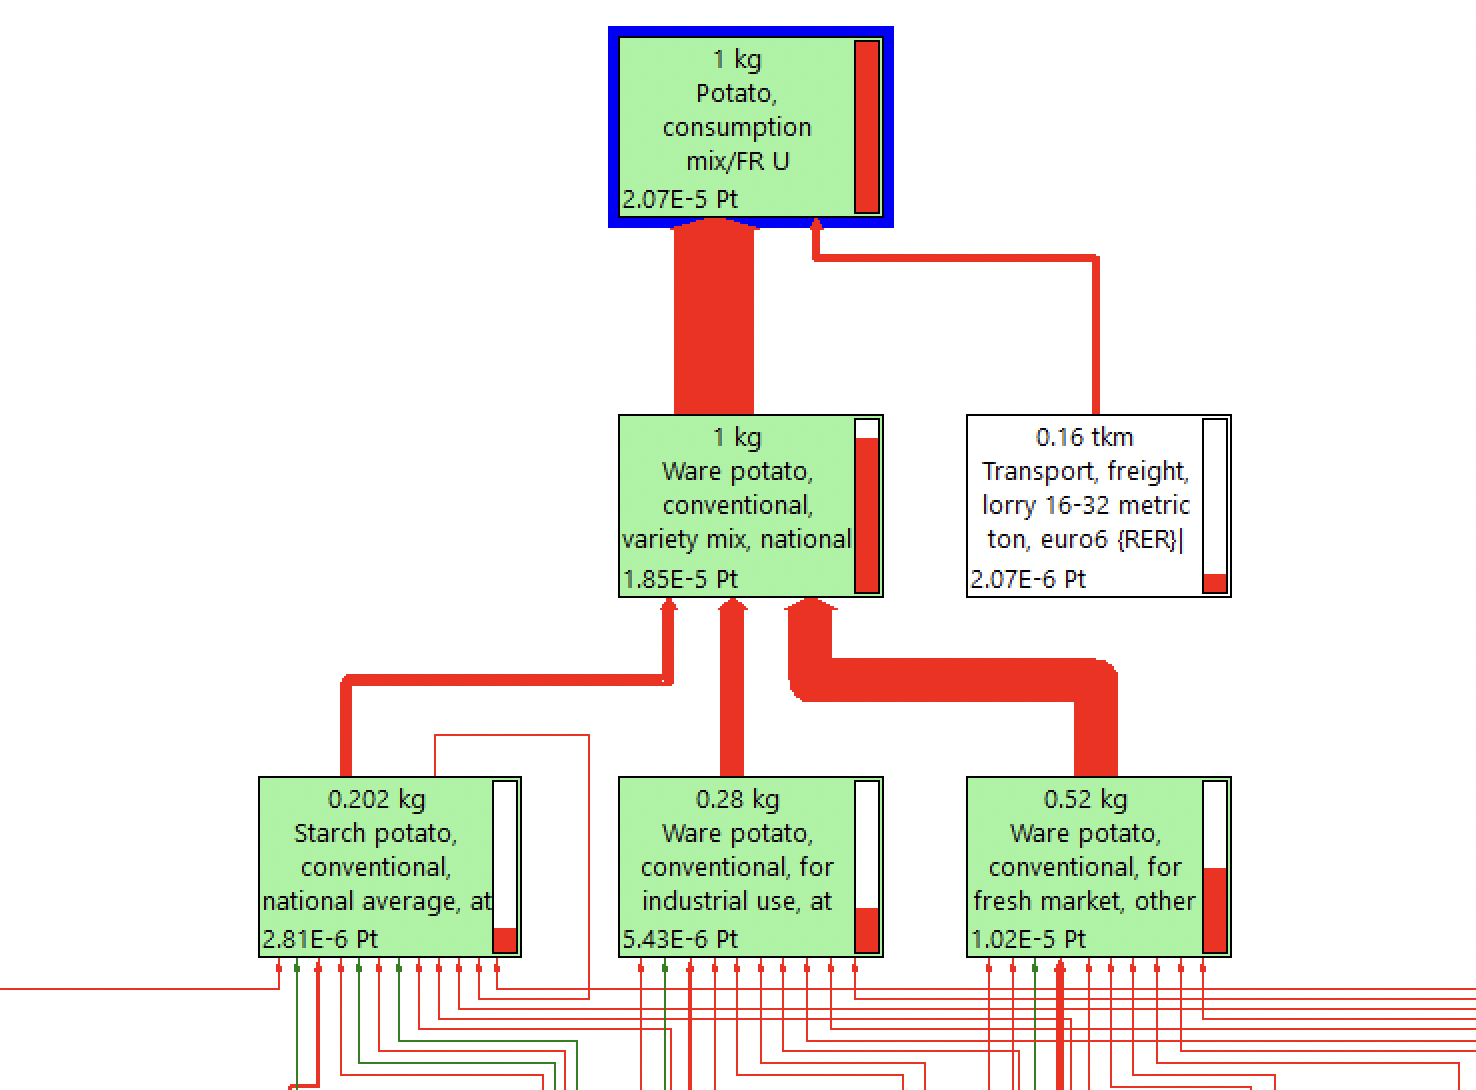 1 kg
Potato,
consumption
mix/FR U
2.07E-5 Pt
1 kg
Ware potato,
conventional,
variety mix, national
1.85E-5 Pt
0.16 tkm
Transport, freight,
lorry 16-32 metric
ton, euro6 {RER}|
2.07E-6 Pt
0.202 kg
Starch potato,
conventional,
national average, at
2.81E-6 Pt
0.28 kg
Ware potato,
conventional, for
industrial use, at
5.43E-6 Pt
0.52 kg
Ware potato,
conventional, for
fresh market, other
1.02E-5 Pt